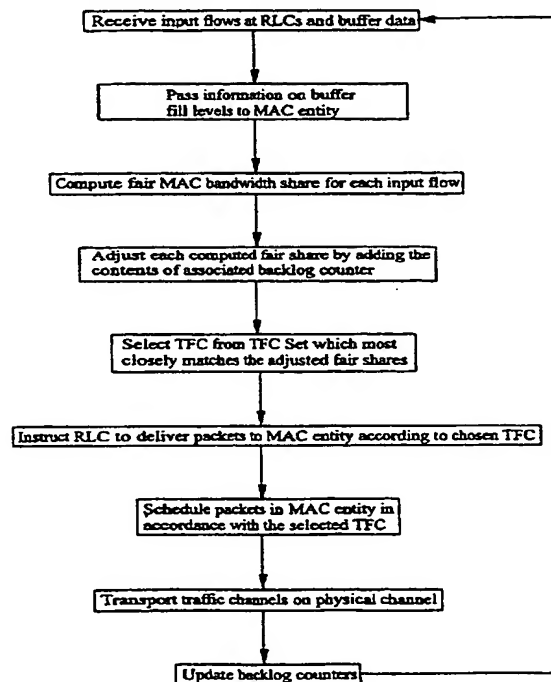 Receive input flows at RLCs and buffer data
Pass information on buffer
fill levels to MAC entity
Compute fair MAC bandwidth share for each input flow
Adjust each computed fair share by adding the
contents of associated backlog counter
Select TFC from TFC Set which most
closely matches the adjusted fair shares
Instruct RLC to deliver packets to MAC entity according to chosen TFC
Schedule packets in MAC entity in
accordance with the selected TFC
Transport traffic channels on physical channel
Update backlog counters